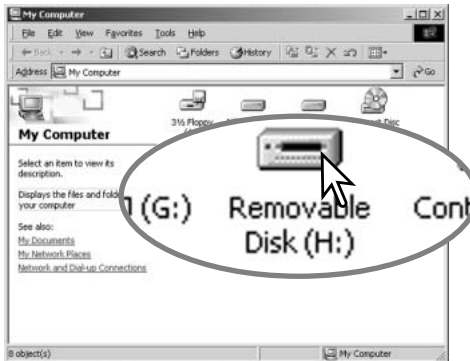 My Computer
File Edit View Favorites Tools Help
Back Search Folders History
Address My Computer Go
3½ Floppy Disc
My Computer
Select an item to view its
description.
Displays the files and
your computer
See also:
My Documents
My Network Places
Network and Dial-up Connections
(G:) Removable
Disk (H:)
8 object(s) My Computer